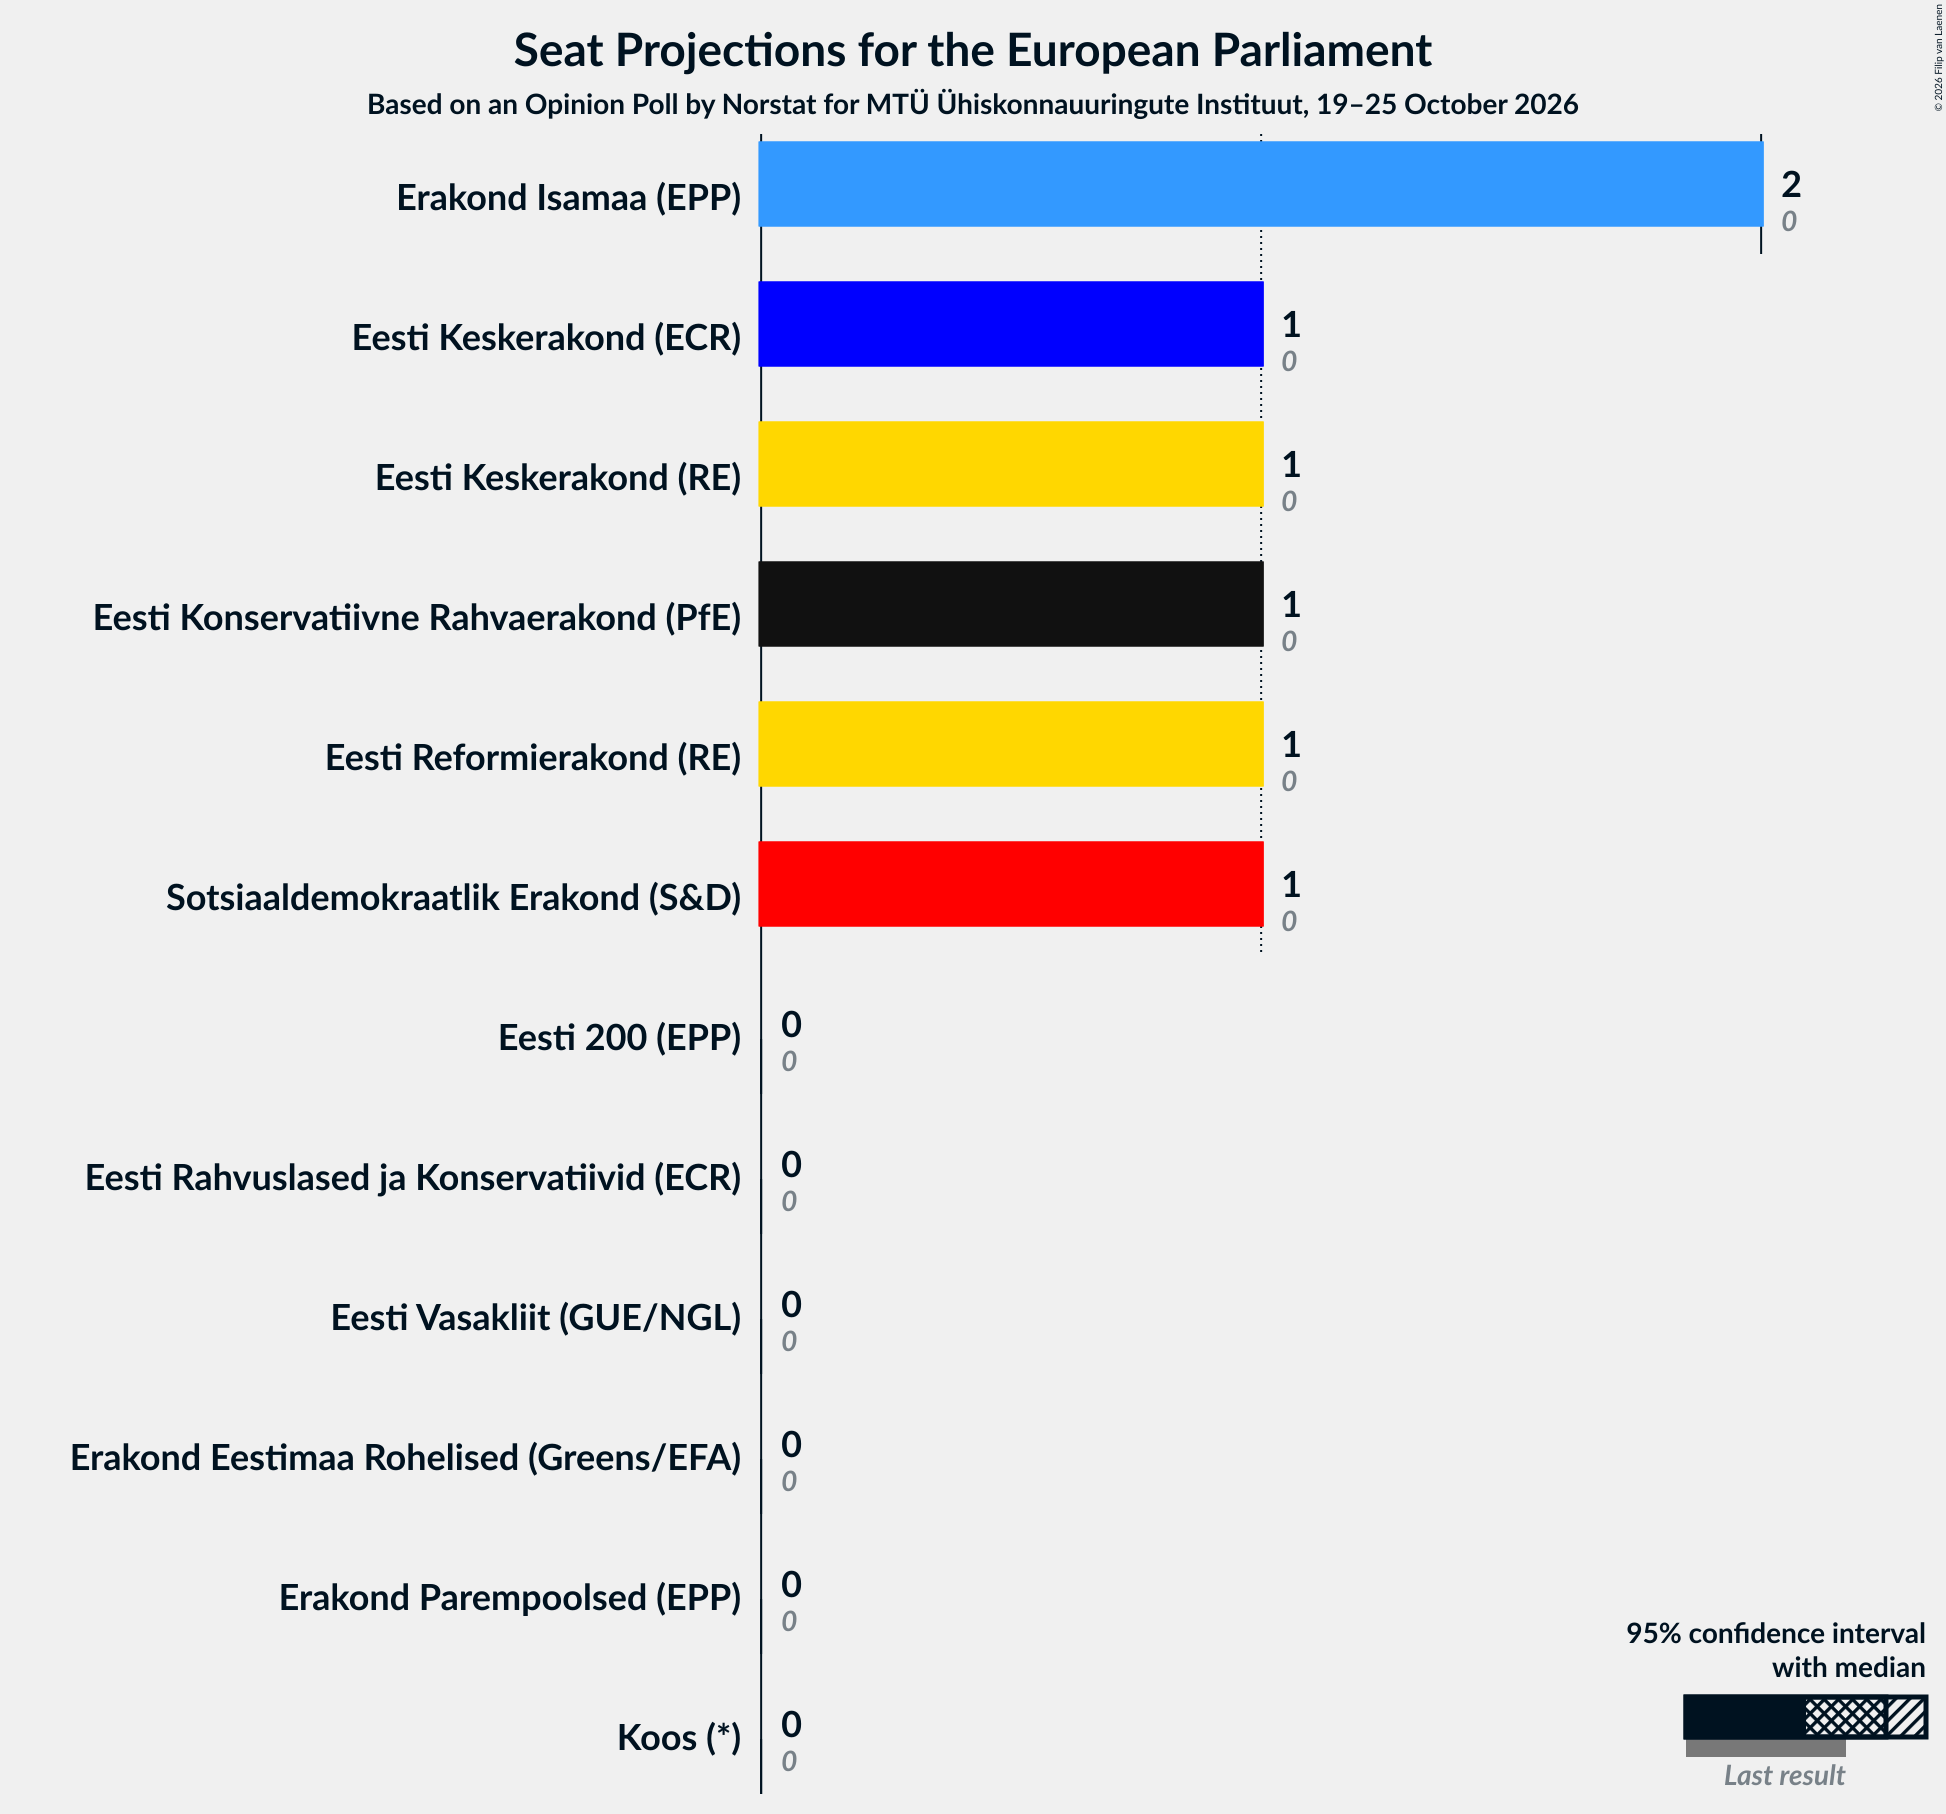 Seat Projections for the European Parliament
Based on an Opinion Poll by Norstat for MTÜ Ühiskonnauuringute Instituut, 19–25 October 2026
© 2026 Filip van Laenen
Erakond Isamaa (EPP)
2
0
Eesti Keskerakond (ECR)
1
0
Eesti Keskerakond (RE)
1
0
Eesti Konservatiivne Rahvaerakond (PfE)
1
0
Eesti Reformierakond (RE)
1
0
Sotsiaaldemokraatlik Erakond (S&D)
1
0
Eesti 200 (EPP)
0
0
Eesti Rahvuslased ja Konservatiivid (ECR)
0
0
Eesti Vasakliit (GUE/NGL)
0
0
Erakond Eestimaa Rohelised (Greens/EFA)
0
0
Erakond Parempoolsed (EPP)
0
0
Koos (*)
0
0
95% confidence interval
with median
Last result